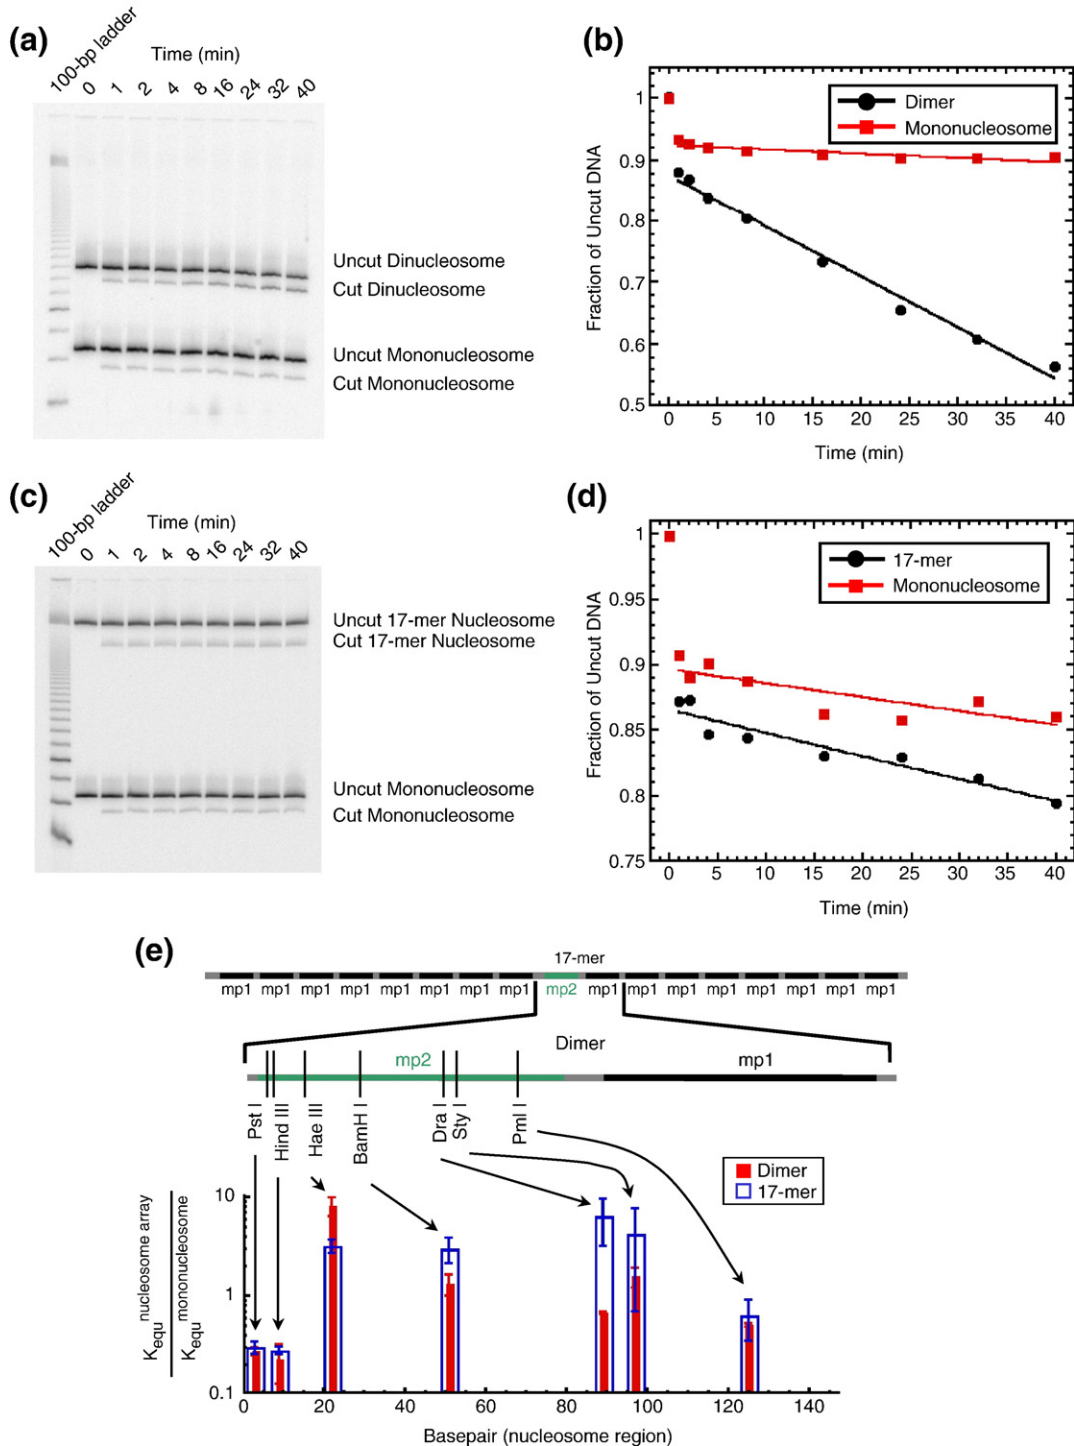 (a)
100-bp ladder
Time (min)
0 1 2 4 8 16 24 32 40
Uncut Dinucleosome
Cut Dinucleosome
Uncut Mononucleosome
Cut Mononucleosome
(b)
Fraction of Uncut DNA
1
0.9
0.8
0.7
0.6
0.5
Dimer
Mononucleosome
0 5 10 15 20 25 30 35 40
Time (min)
(c)
100-bp ladder
Time (min)
0 1 2 4 8 16 24 32 40
Uncut 17-mer Nucleosome
Cut 17-mer Nucleosome
Uncut Mononucleosome
Cut Mononucleosome
(d)
Fraction of Uncut DNA
1
0.95
0.9
0.85
0.8
0.75
17-mer
Mononucleosome
0 5 10 15 20 25 30 35 40
Time (min)
(e)
17-mer
mp1 mp1 mp1 mp1 mp1 mp1 mp1 mp1 mp2 mp1 mp1 mp1 mp1 mp1 mp1 mp1 mp1
Dimer
mp2 mp1
Pst I
Hind III
Hae III
BamH I
Dra I
Sty I
Pml I
Dimer
17-mer
Kequ nucleosome array
Kequ mononucleosome
10
1
0.1
0 20 40 60 80 100 120 140
Basepair (nucleosome region)